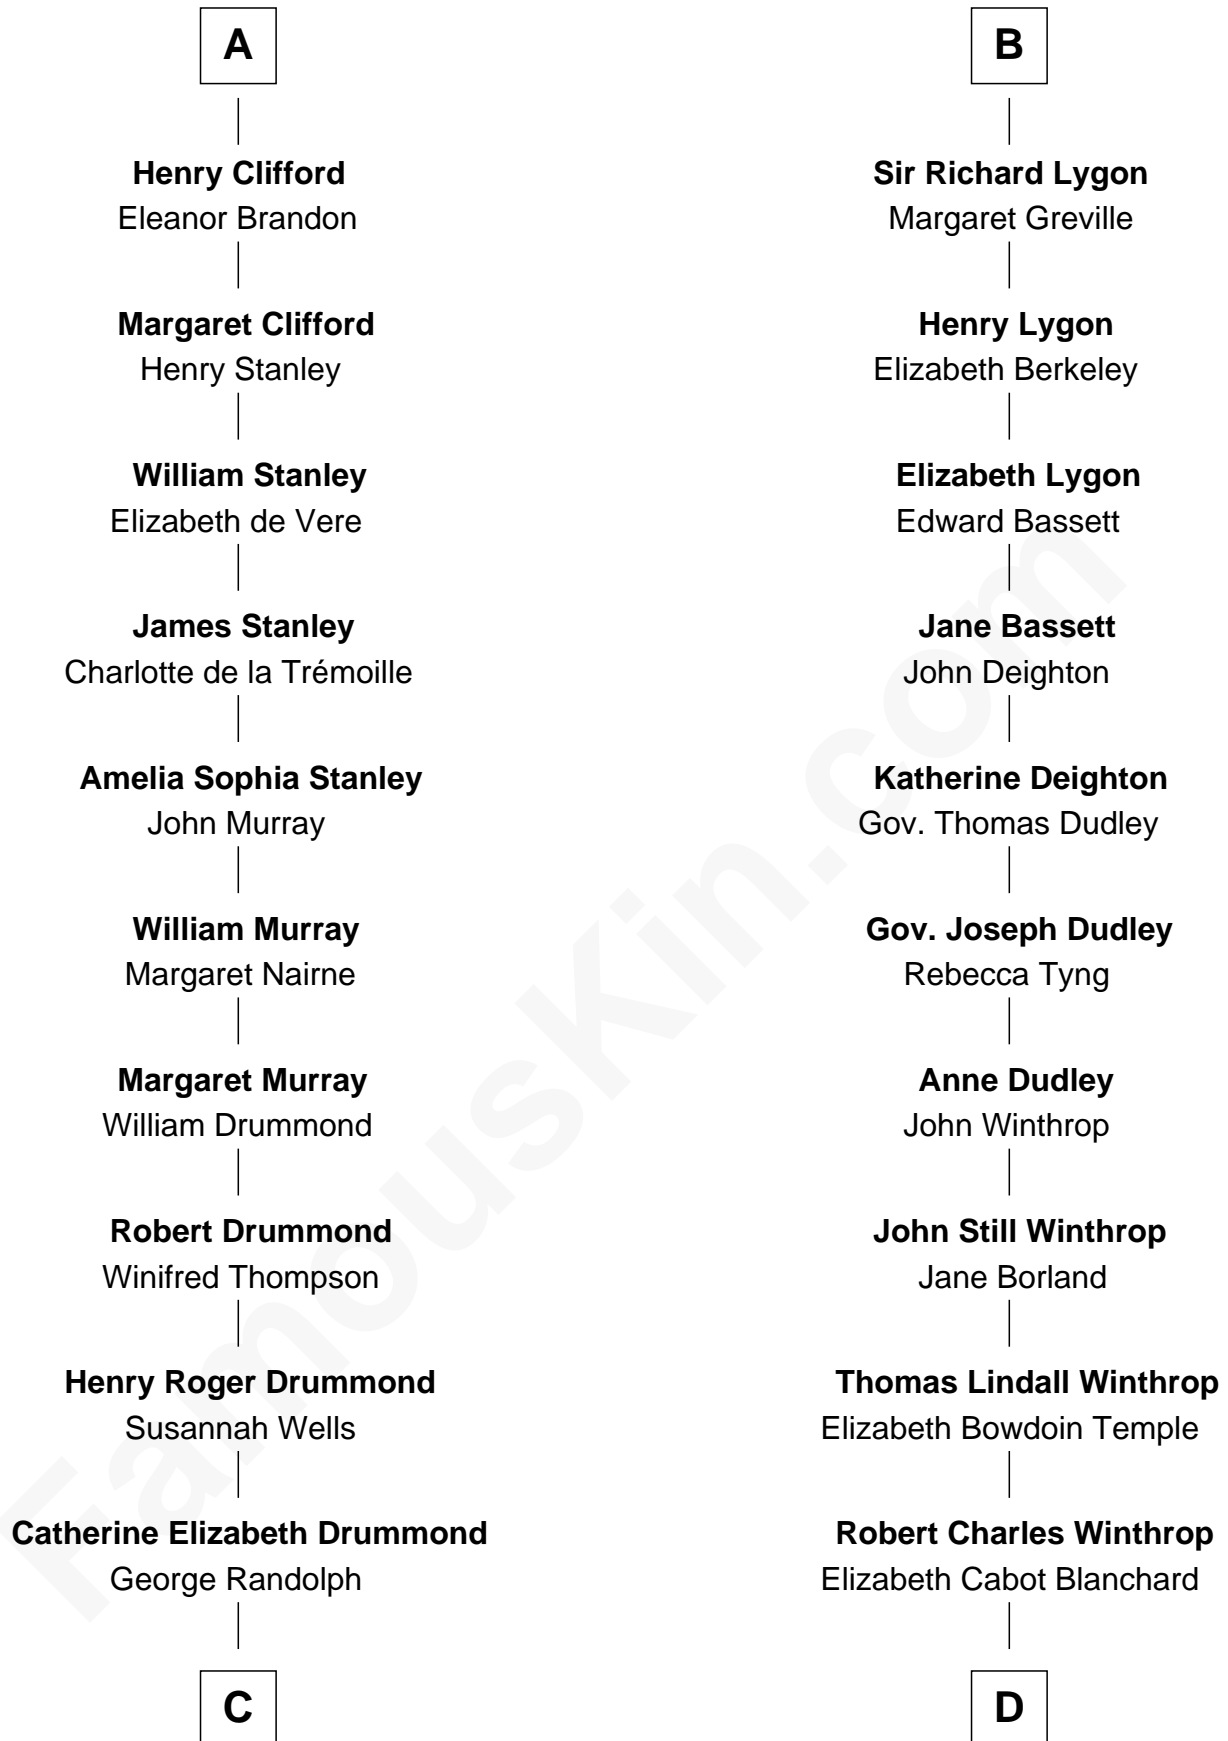 A
Henry Clifford
Eleanor Brandon
Margaret Clifford
Henry Stanley
William Stanley
Elizabeth de Vere
James Stanley
Charlotte de la Trémoille
Amelia Sophia Stanley
John Murray
William Murray
Margaret Nairne
Margaret Murray
William Drummond
Robert Drummond
Winifred Thompson
Henry Roger Drummond
Susannah Wells
Catherine Elizabeth Drummond
George Randolph
C
B
Sir Richard Lygon
Margaret Greville
Henry Lygon
Elizabeth Berkeley
Elizabeth Lygon
Edward Bassett
Jane Bassett
John Deighton
Katherine Deighton
Gov. Thomas Dudley
Gov. Joseph Dudley
Rebecca Tyng
Anne Dudley
John Winthrop
John Still Winthrop
Jane Borland
Thomas Lindall Winthrop
Elizabeth Bowdoin Temple
Robert Charles Winthrop
Elizabeth Cabot Blanchard
D
FamousKin.com